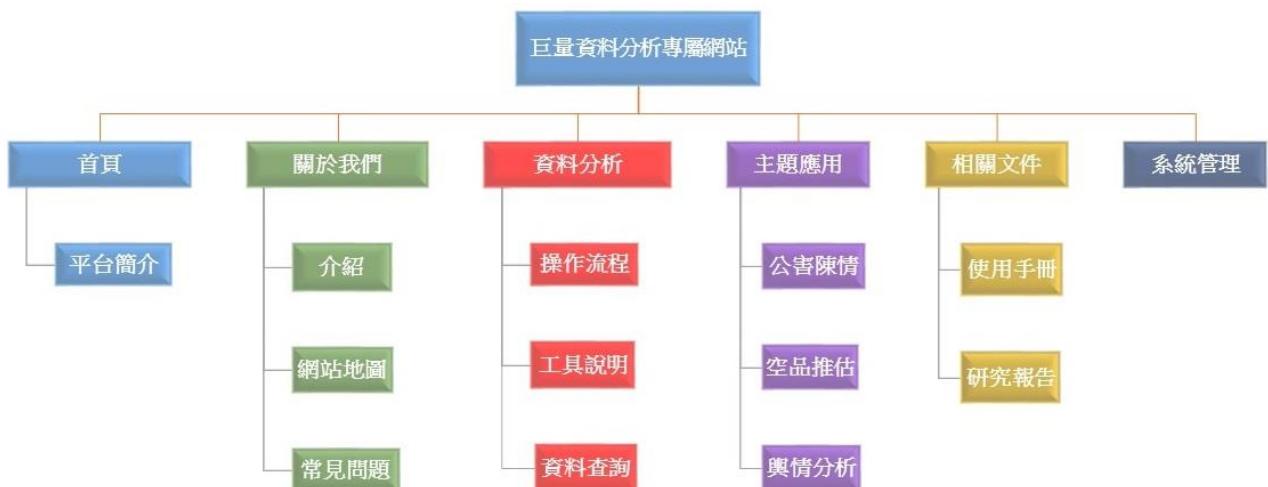 巨量資料分析專屬網站
首頁
關於我們
資料分析
主題應用
相關文件
系統管理
平台簡介
介紹
操作流程
公害陳情
使用手冊
網站地圖
工具說明
空品推估
研究報告
常見問題
資料查詢
輿情分析